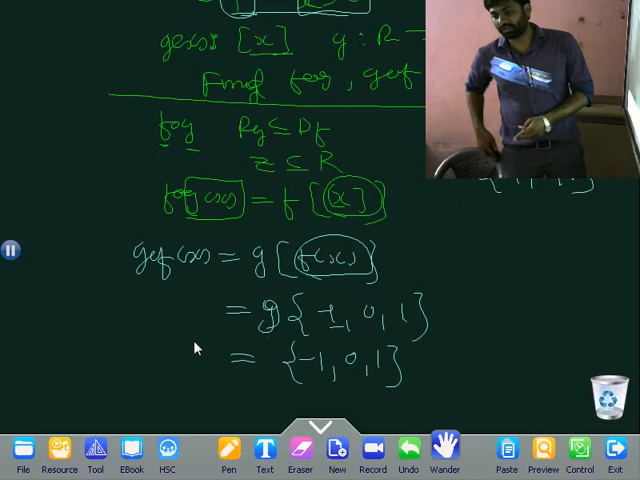 g(x) = [x] g : R →
Find fog, gof
fog Rg ⊆ Df
Z ⊆ R
fog(x) = f [x]
gof(x) = g [f(x)]
= g {-1, 0, 1}
= {-1, 0, 1}
File Resource Tool EBook HSC Pen Text Eraser New Record Undo Wander Paste Preview Control Exit